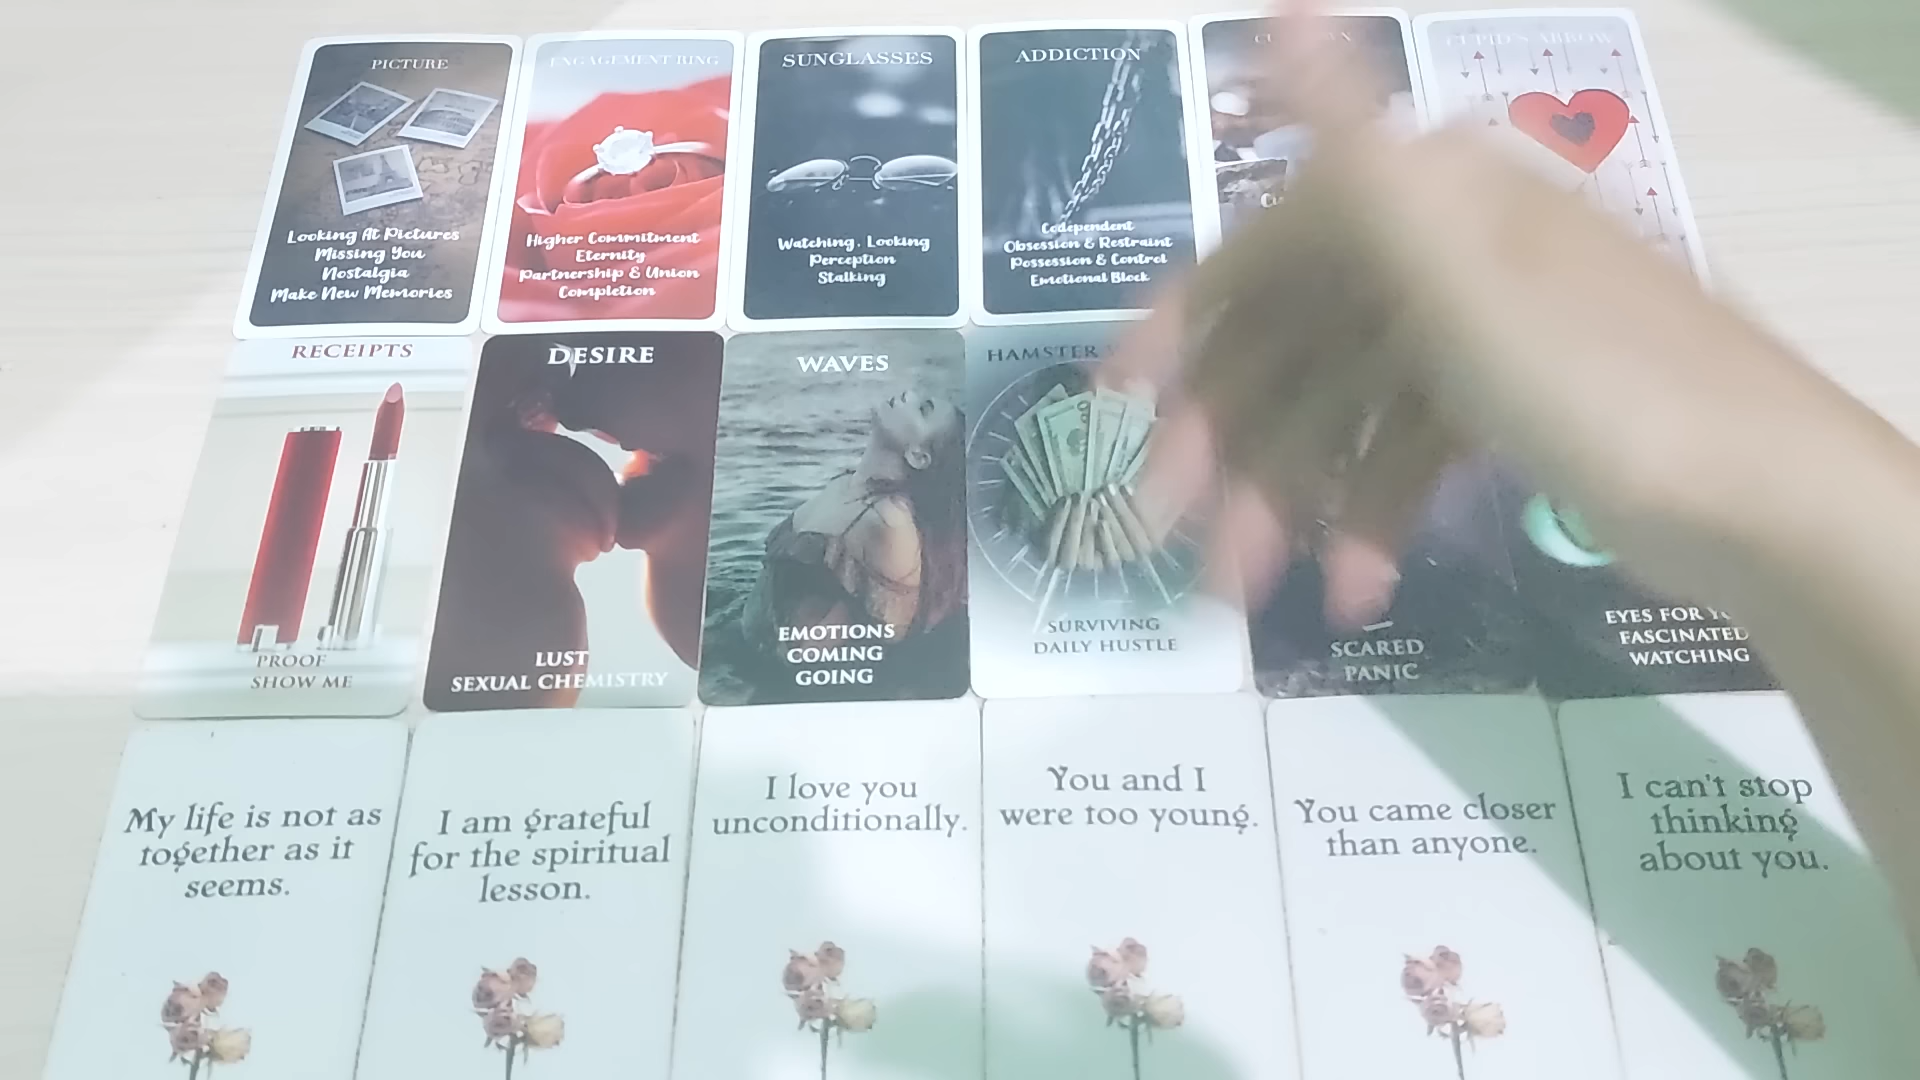 PICTURE
Looking At Pictures
Missing You
Nostalgia
Make New Memories
ENGAGEMENT RING
Higher Commitment
Eternity
Partnership & Union
Completion
SUNGLASSES
Watching, Looking
Perception
Stalking
ADDICTION
Codependent
Obsession & Restraint
Possession & Control
Emotional Block
CUPID'S ARROW
RECEIPTS
PROOF
SHOW ME
DESIRE
LUST
SEXUAL CHEMISTRY
WAVES
EMOTIONS
COMING
GOING
HAMSTER
SURVIVING
DAILY HUSTLE
SCARED
PANIC
EYES FOR
FASCINATED
WATCHING
My life is not as
together as it
seems.
I am grateful
for the spiritual
lesson.
I love you
unconditionally.
You and I
were too young.
You came closer
than anyone.
I can't stop
thinking
about you.